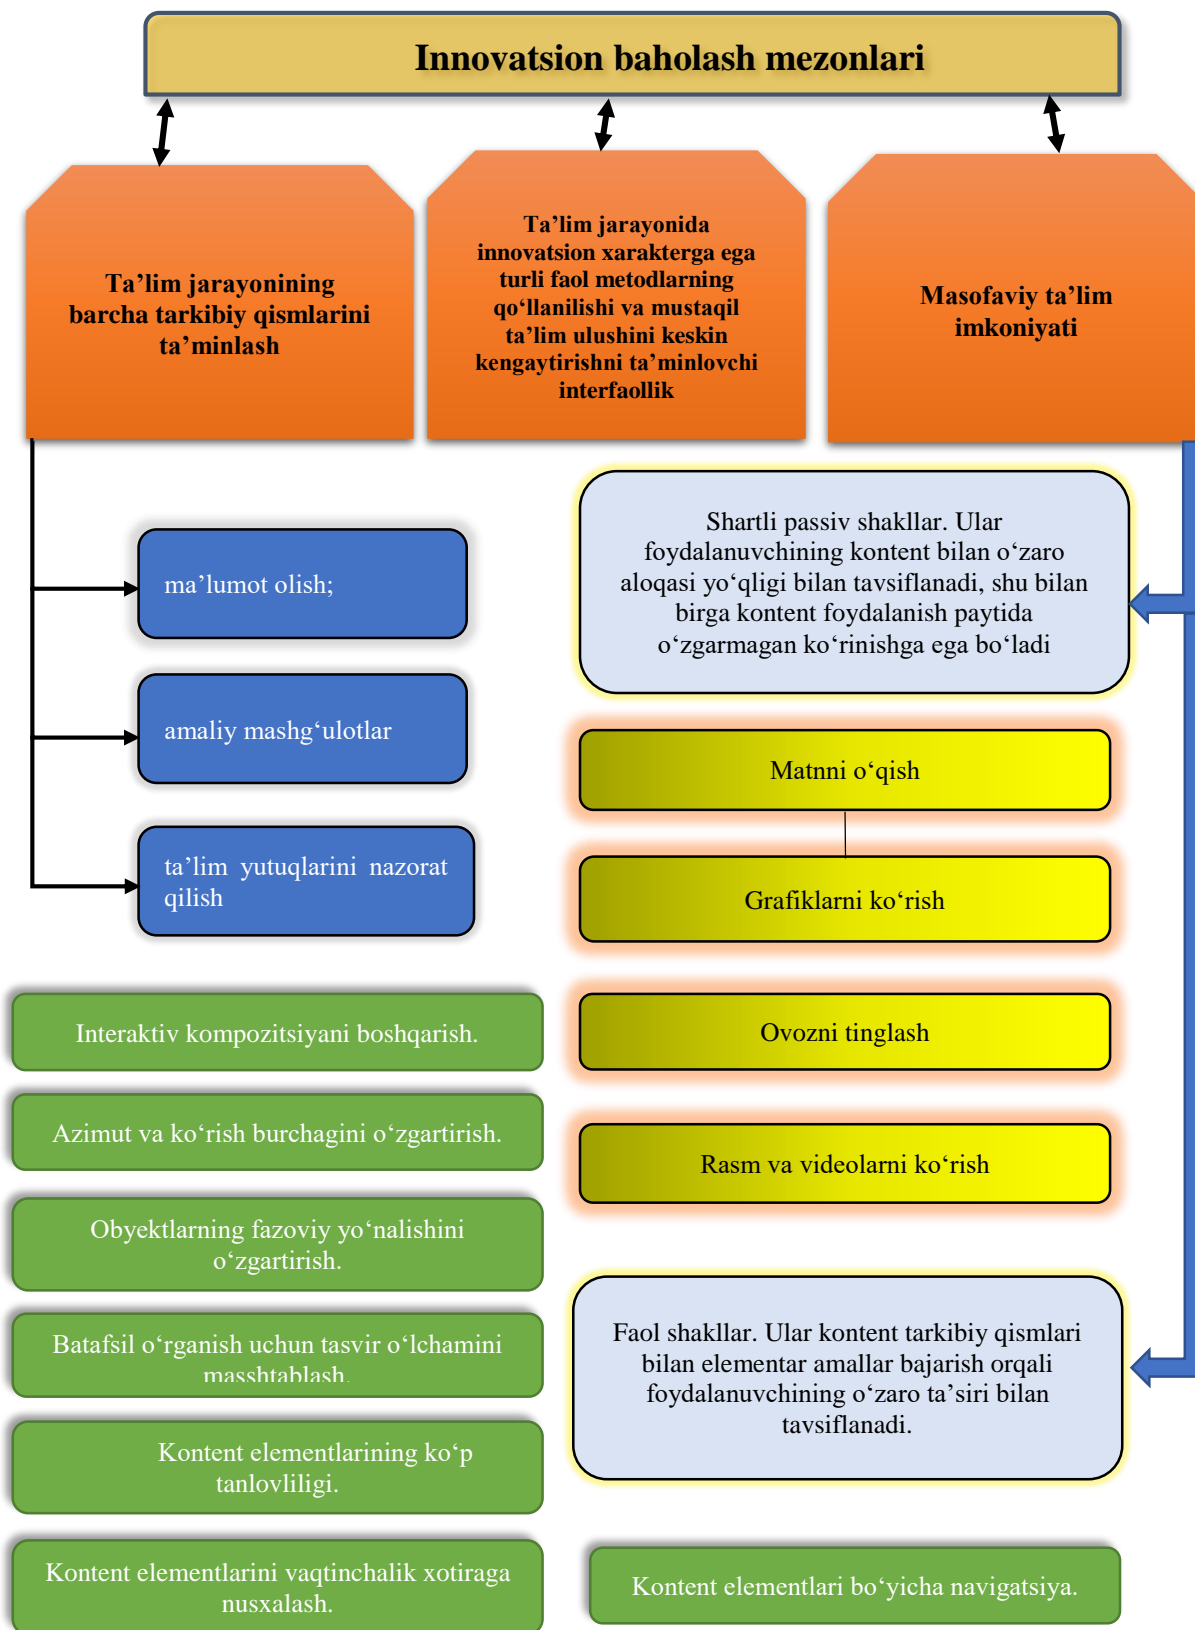 Innovatsion baholash mezonlari
Ta’lim jarayonining
barcha tarkibiy qismlarini
ta’minlash
Ta’lim jarayonida
innovatsion xarakterga ega
turli faol metodlarning
qo‘llanilishi va mustaqil
ta’lim ulushini keskin
kengaytirishni ta’minlovchi
interfaollik
Masofaviy ta’lim
imkoniyati
ma’lumot olish;
amaliy mashg‘ulotlar
ta’lim yutuqlarini nazorat
qilish
Shartli passiv shakllar. Ular
foydalanuvchining kontent bilan o‘zaro
aloqasi yo‘qligi bilan tavsiflanadi, shu bilan
birga kontent foydalanish paytida
o‘zgarmagan ko‘rinishga ega bo‘ladi
Matnni o‘qish
Grafiklarni ko‘rish
Ovozni tinglash
Rasm va videolarni ko‘rish
Interaktiv kompozitsiyani boshqarish.
Azimut va ko‘rish burchagini o‘zgartirish.
Obyektlarning fazoviy yo‘nalishini
o‘zgartirish.
Batafsil o‘rganish uchun tasvir o‘lchamini
masshtablash.
Kontent elementlarining ko‘p
tanlovliligi.
Kontent elementlarini vaqtinchalik xotiraga
nusxalash.
Faol shakllar. Ular kontent tarkibiy qismlari
bilan elementar amallar bajarish orqali
foydalanuvchining o‘zaro ta’siri bilan
tavsiflanadi.
Kontent elementlari bo‘yicha navigatsiya.